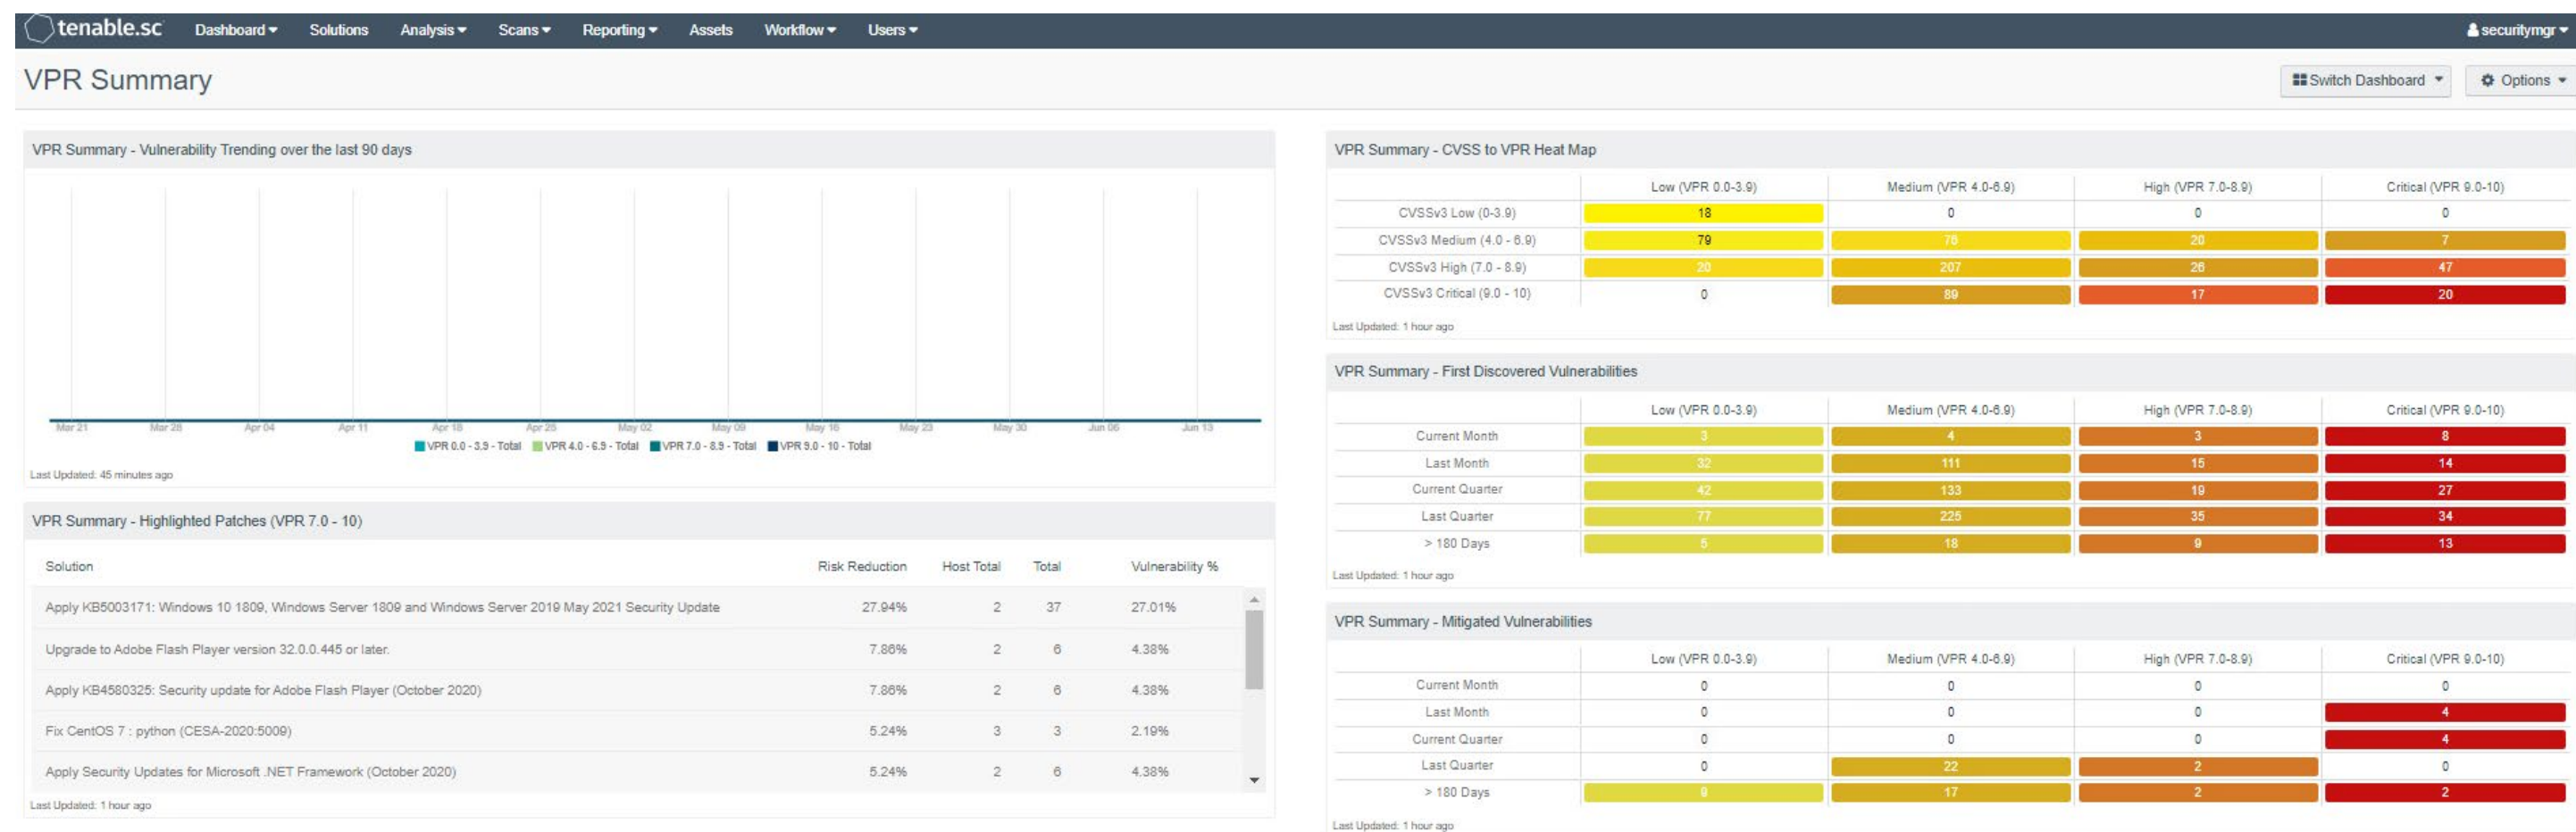 tenable.sc Dashboard Solutions Analysis Scans Reporting Assets Workflow Users securitymgr
VPR Summary Switch Dashboard Options
VPR Summary - Vulnerability Trending over the last 90 days
Mar 21 Mar 28 Apr 04 Apr 11 Apr 18 Apr 25 May 02 May 09 May 16 May 23 May 30 Jun 06 Jun 13
VPR 0.0 - 3.9 - Total VPR 4.0 - 6.9 - Total VPR 7.0 - 8.9 - Total VPR 9.0 - 10 - Total
Last Updated: 45 minutes ago
VPR Summary - Highlighted Patches (VPR 7.0 - 10)
Solution Risk Reduction Host Total Total Vulnerability %
Apply KB5003171: Windows 10 1809, Windows Server 1809 and Windows Server 2019 May 2021 Security Update 27.94% 2 37 27.01%
Upgrade to Adobe Flash Player version 32.0.0.445 or later. 7.86% 2 6 4.38%
Apply KB4580325: Security update for Adobe Flash Player (October 2020) 7.86% 2 6 4.38%
Fix CentOS 7 : python (CESA-2020:5009) 5.24% 3 3 2.19%
Apply Security Updates for Microsoft .NET Framework (October 2020) 5.24% 2 6 4.38%
Last Updated: 1 hour ago
VPR Summary - CVSS to VPR Heat Map
Low (VPR 0.0-3.9) Medium (VPR 4.0-6.9) High (VPR 7.0-8.9) Critical (VPR 9.0-10)
CVSSv3 Low (0-3.9) 18 0 0 0
CVSSv3 Medium (4.0 - 6.9) 79 20 7
CVSSv3 High (7.0 - 8.9) 20 207 26 47
CVSSv3 Critical (9.0 - 10) 0 89 17 20
Last Updated: 1 hour ago
VPR Summary - First Discovered Vulnerabilities
Low (VPR 0.0-3.9) Medium (VPR 4.0-6.9) High (VPR 7.0-8.9) Critical (VPR 9.0-10)
Current Month 3 4 3 8
Last Month 32 111 15 14
Current Quarter 42 133 19 27
Last Quarter 77 225 35 34
> 180 Days 5 18 9 13
Last Updated: 1 hour ago
VPR Summary - Mitigated Vulnerabilities
Low (VPR 0.0-3.9) Medium (VPR 4.0-6.9) High (VPR 7.0-8.9) Critical (VPR 9.0-10)
Current Month 0 0 0 0
Last Month 0 0 0 4
Current Quarter 0 0 0 4
Last Quarter 0 22 2 0
> 180 Days 17 2 2
Last Updated: 1 hour ago